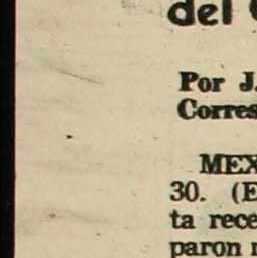 del
Por J.
Corres
MEX
30. (E
ta rece
paron